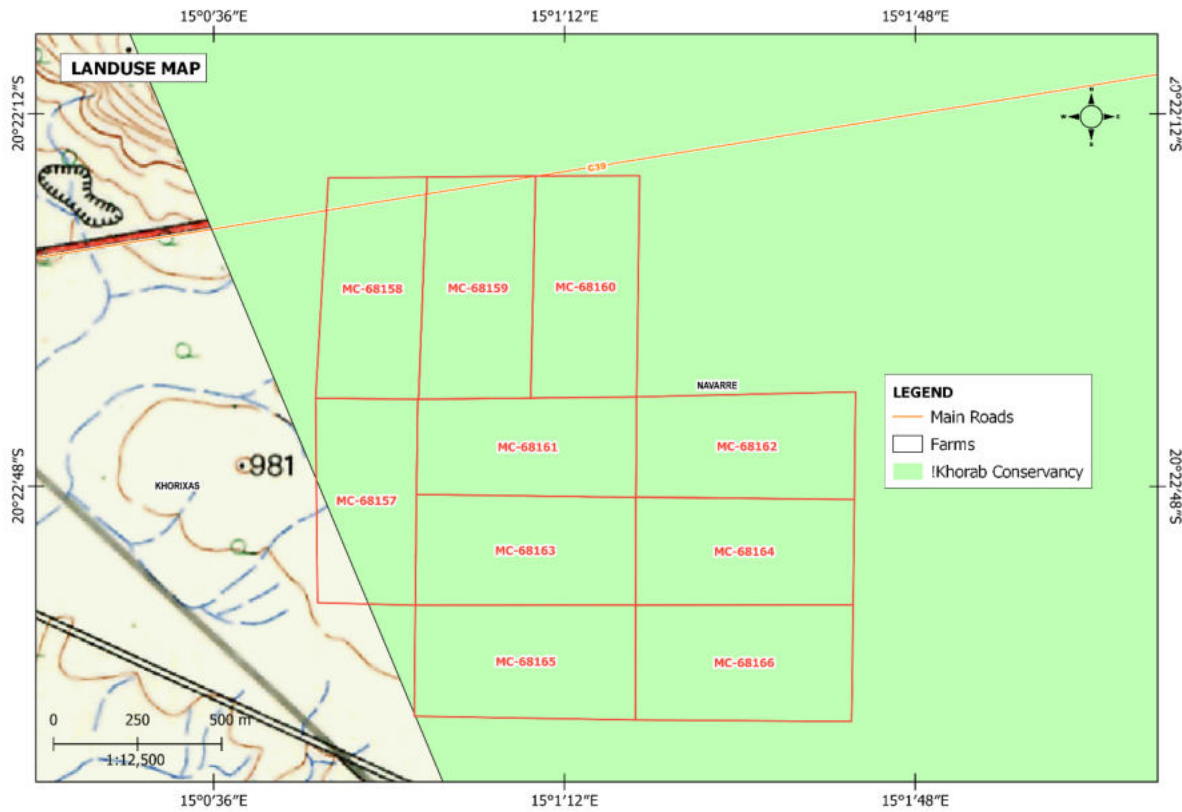 15°0'36"E 15°1'12"E 15°1'48"E
LANDUSE MAP
20°22'12"S 20°22'12"S
N
W E
S
C39
MC-68158 MC-68159 MC-68160
NAVARRE
LEGEND
Main Roads
Farms
!Khorab Conservancy
MC-68161 MC-68162
981
KHORIXAS
20°22'48"S 20°22'48"S
MC-68157
MC-68163 MC-68164
MC-68165 MC-68166
0 250 500 m
1:12,500
15°0'36"E 15°1'12"E 15°1'48"E